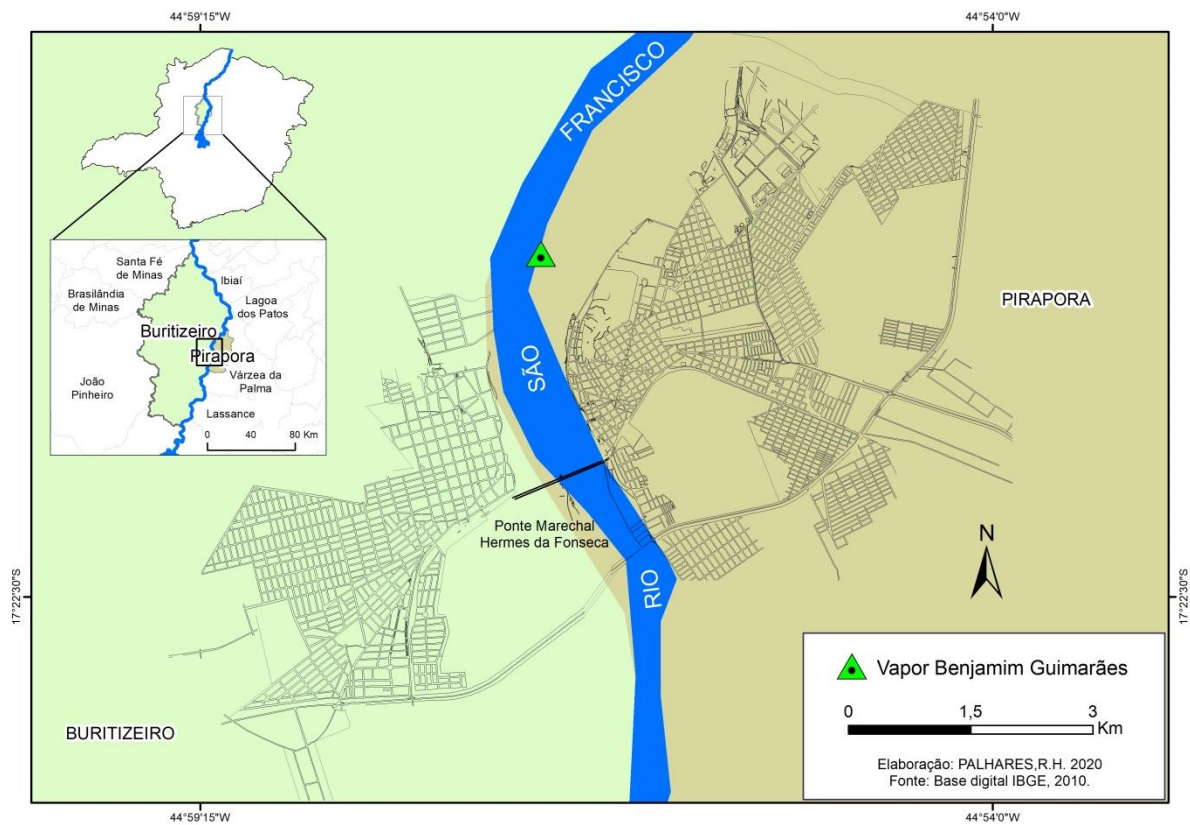 44°59'15"W
44°54'0"W
FRANCISCO
SÃO
RIO
Santa Fé
de Minas
Ibiaí
Brasilândia
de Minas
Lagoa
dos Patos
Buritizeiro
Pirapora
Várzea da
Palma
João
Pinheiro
Lassance
0 40 80 Km
PIRAPORA
Ponte Marechal
Hermes da Fonseca
N
17°22'30"S
17°22'30"S
BURITIZEIRO
Vapor Benjamim Guimarães
0 1,5 3
Km
Elaboração: PALHARES,R.H. 2020
Fonte: Base digital IBGE, 2010.
44°59'15"W
44°54'0"W